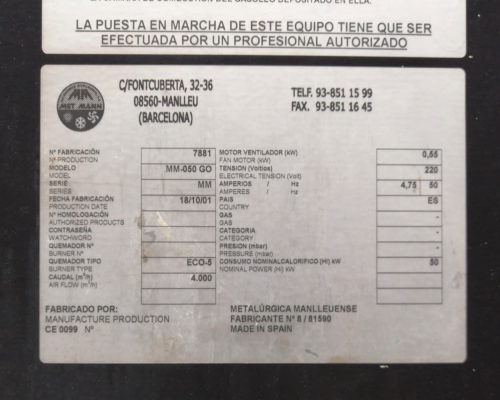 LA PUESTA EN MARCHA DE ESTE EQUIPO TIENE QUE SER
EFECTUADA POR UN PROFESIONAL AUTORIZADO
MM
MET MANN
C/FONTCUBERTA, 32-36
08560-MANLLEU
(BARCELONA)
TELF. 93-851 15 99
FAX. 93-851 16 45
Nº FABRICACIÓN 7881
Nº PRODUCTION
MODELO MM-050 GO
MODEL
SERIE MM
SERIE
FECHA FABRICACIÓN 18/10/01
PRODUCTION DATE
Nº HOMOLOGACIÓN
AUTHORIZED PRODUCTS
CONTRASEÑA
WATCHWORD
QUEMADOR Nº
BURNER Nº
QUEMADOR TIPO ECO-5
BURNER TYPE
CAUDAL (m³/h) 4.000
AIR FLOW (m³/h)
MOTOR VENTILADOR (kW) 0,55
FAN MOTOR (kW)
TENSION (Voltios) 220
ELECTRICAL TENSION (Volt)
AMPERIOS / Hz 4,75 50
AMPERES / Hz
PAIS ES
COUNTRY
GAS -
GAS
CATEGORIA -
CATEGORY
PRESION (mbar) -
PRESSURE (mbar)
CONSUMO NOMINALCALORIFICO (Hi) kW 50
NOMINAL POWER (Hi) kW
FABRICADO POR:
MANUFACTURE PRODUCTION
CE 0099 Nº
METALÚRGICA MANLLEUENSE
FABRICANTE Nº 8 / 81590
MADE IN SPAIN